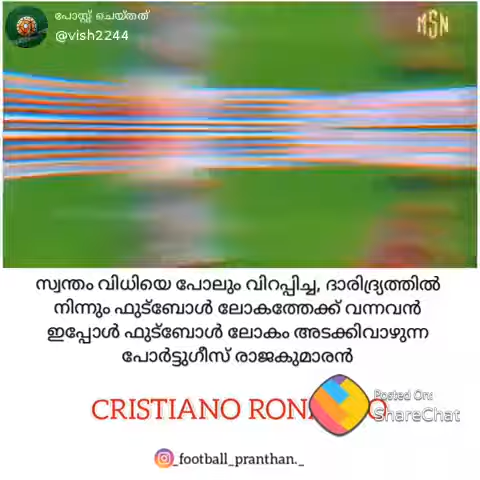 പോസ്റ്റ് ചെയ്തത്
@vish2244
MSN
സ്വന്തം വിധിയെ പോലും വിറപ്പിച്ച, ദാരിദ്ര്യത്തിൽ
നിന്നും ഫുട്ബോൾ ലോകത്തേക്ക് വന്നവൻ
ഇപ്പോൾ ഫുട്ബോൾ ലോകം അടക്കിവാഴുന്ന
പോർട്ടുഗീസ് രാജകുമാരൻ
CRISTIANO
Posted On:
ShareChat
_football_pranthan._